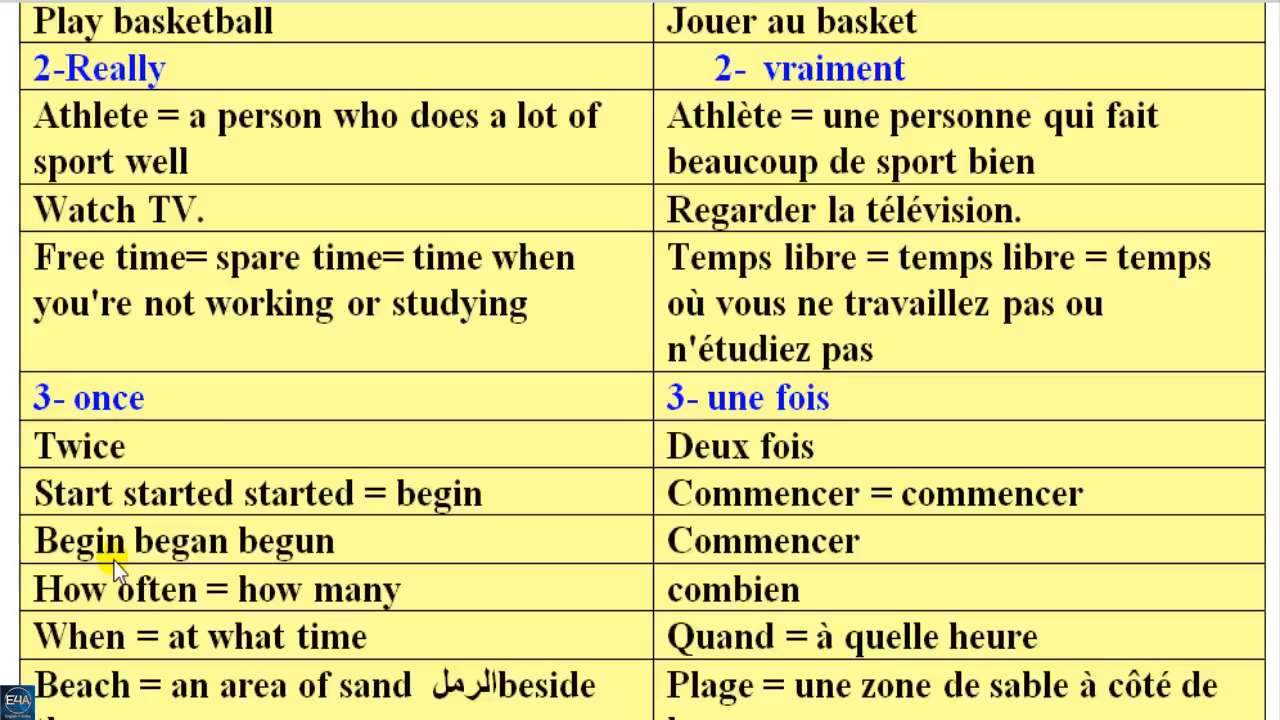 Play basketball
Jouer au basket
2-Really
2- vraiment
Athlete = a person who does a lot of
sport well
Athlète = une personne qui fait
beaucoup de sport bien
Watch TV.
Regarder la télévision.
Free time= spare time= time when
you're not working or studying
Temps libre = temps libre = temps
où vous ne travaillez pas ou
n'étudiez pas
3- once
3- une fois
Twice
Deux fois
Start started started = begin
Commencer = commencer
Begin began begun
Commencer
How often = how many
combien
When = at what time
Quand = à quelle heure
Beach = an area of sand الرمل beside
Plage = une zone de sable à côté de
E4A